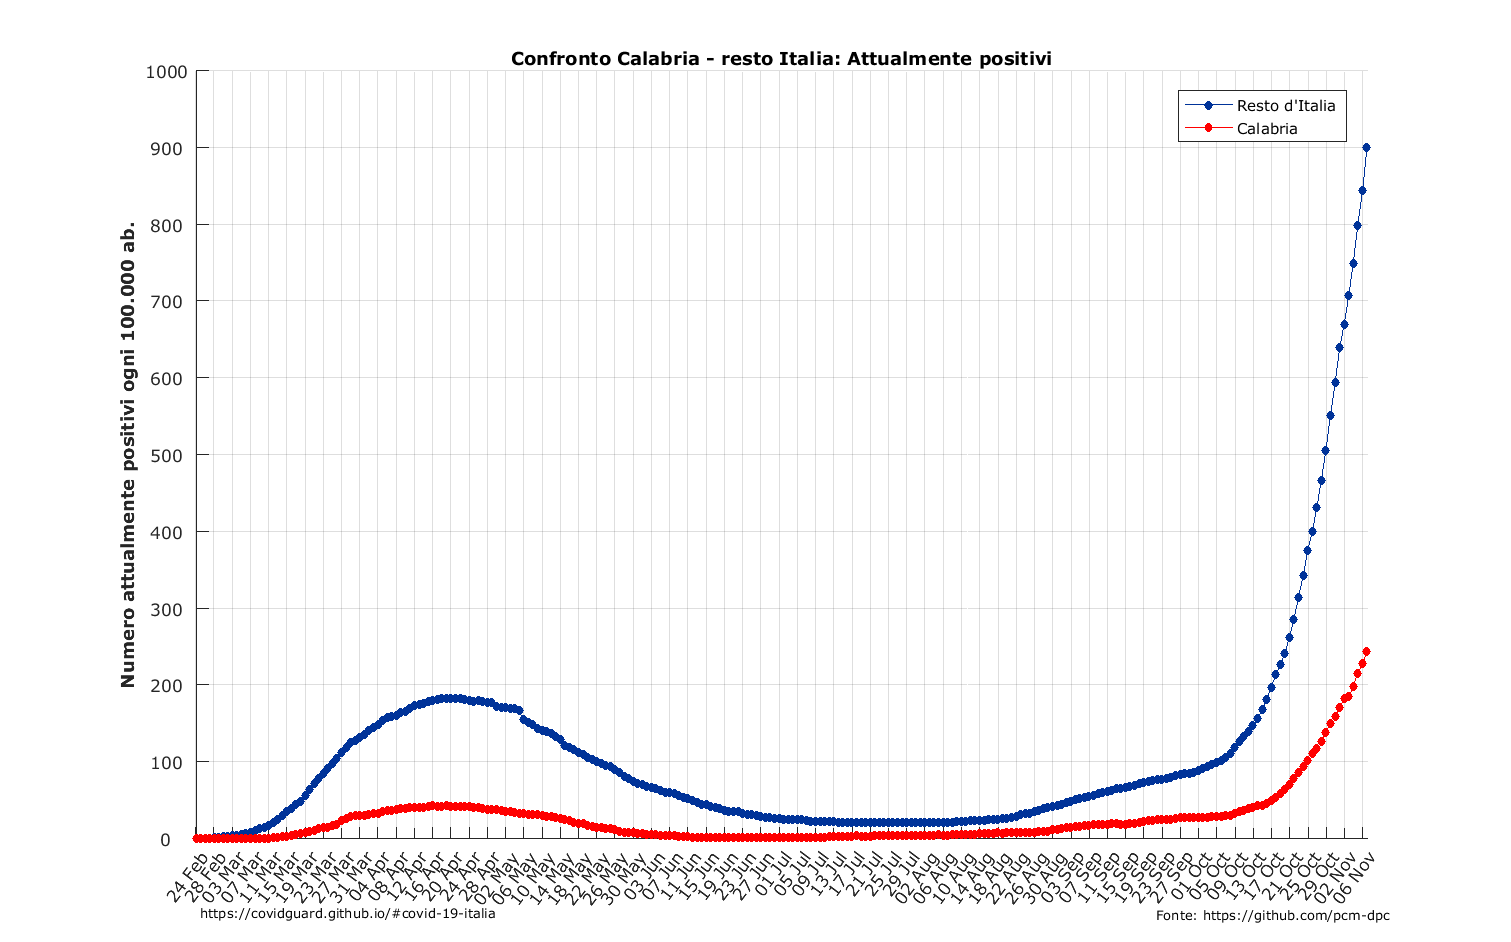 Confronto Calabria - resto Italia: Attualmente positivi
Resto d'Italia
Calabria
Numero attualmente positivi ogni 100.000 ab.
1000
900
800
700
600
500
400
300
200
100
0
24 Feb
28 Feb
03 Mar
07 Mar
11 Mar
15 Mar
19 Mar
23 Mar
27 Mar
31 Mar
04 Apr
08 Apr
12 Apr
16 Apr
20 Apr
24 Apr
28 Apr
02 May
06 May
10 May
14 May
18 May
22 May
26 May
30 May
03 Jun
07 Jun
11 Jun
15 Jun
19 Jun
23 Jun
27 Jun
01 Jul
05 Jul
09 Jul
13 Jul
17 Jul
21 Jul
25 Jul
29 Jul
02 Aug
06 Aug
10 Aug
14 Aug
18 Aug
22 Aug
26 Aug
30 Aug
03 Sep
07 Sep
11 Sep
15 Sep
19 Sep
23 Sep
27 Sep
01 Oct
05 Oct
09 Oct
13 Oct
17 Oct
21 Oct
25 Oct
29 Oct
02 Nov
06 Nov
https://covidguard.github.io/#covid-19-italia
Fonte: https://github.com/pcm-dpc